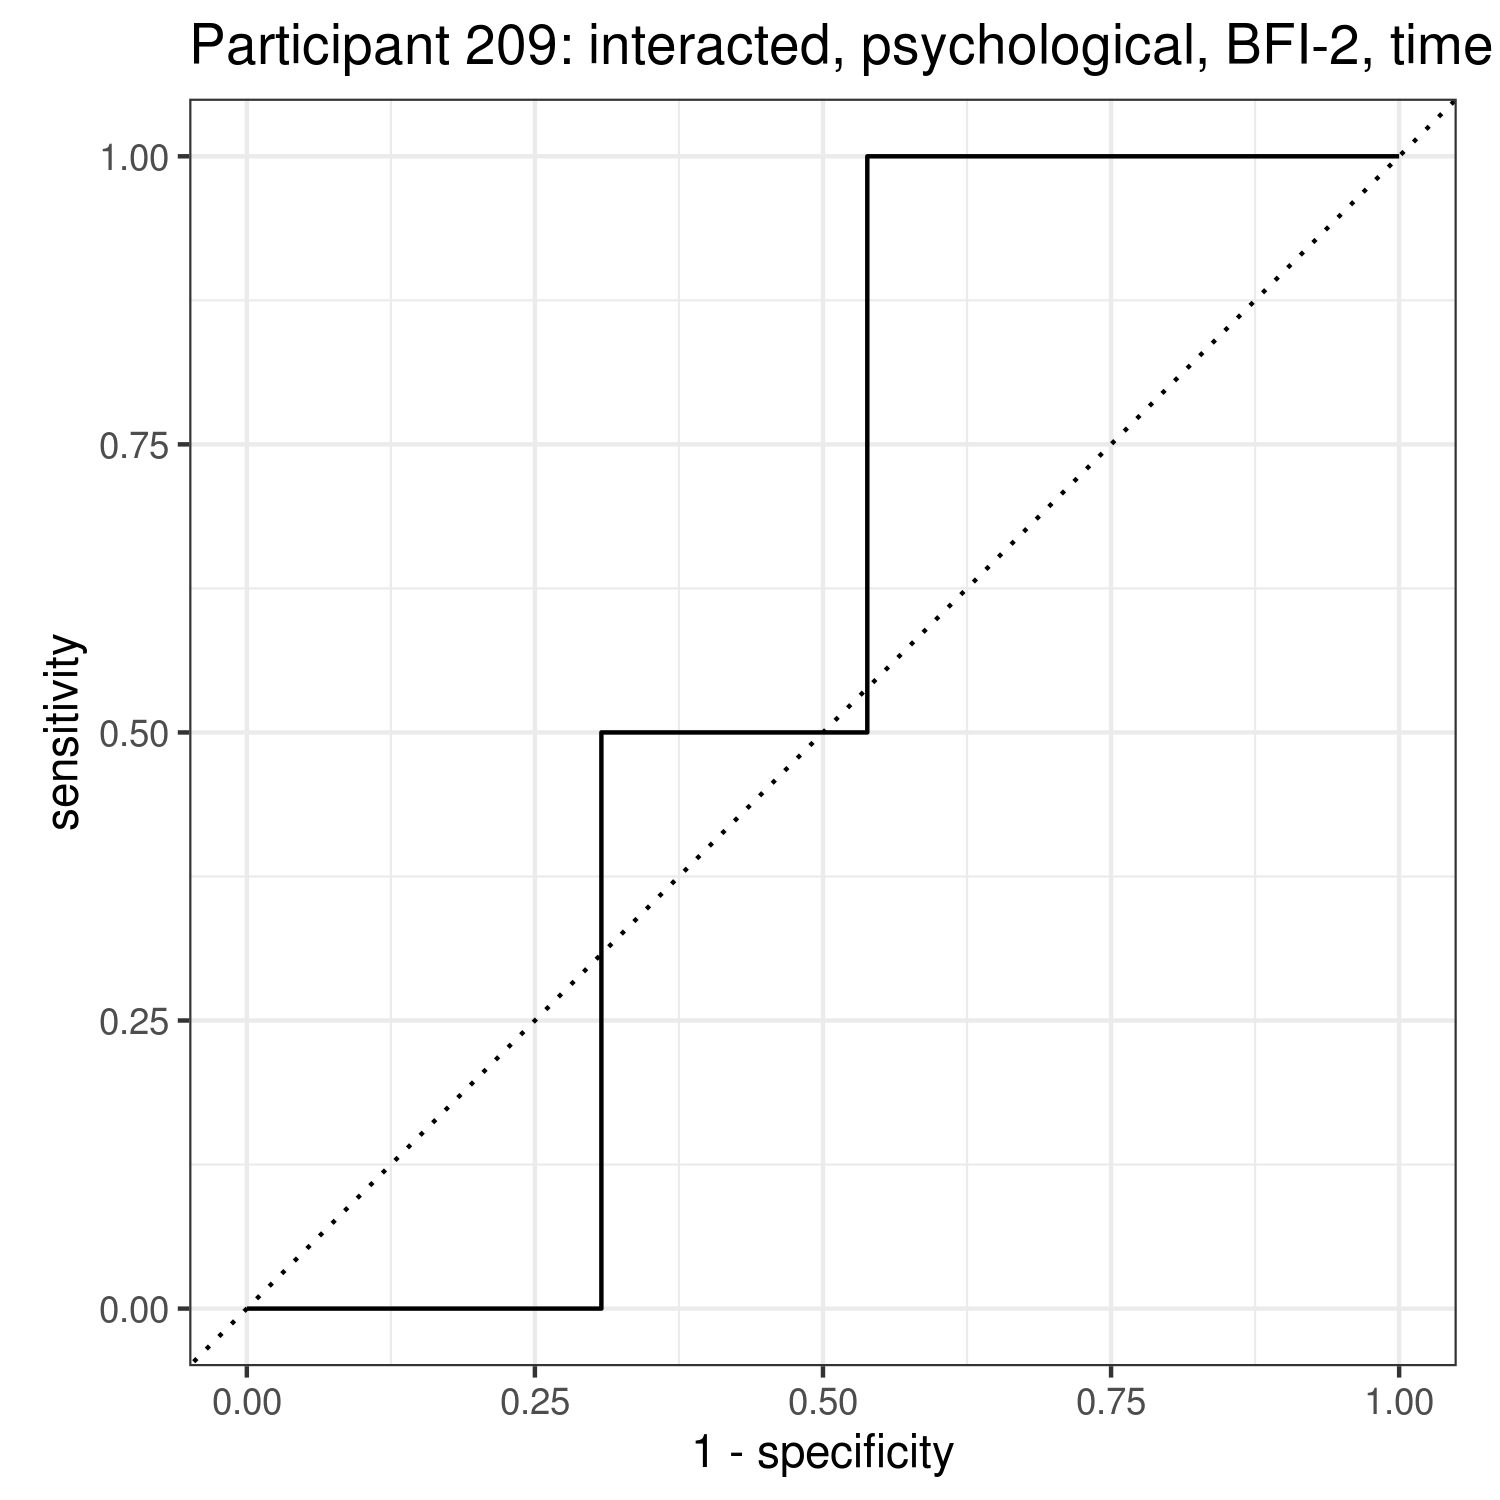 Participant 209: interacted, psychological, BFI-2, time
1.00
0.75
0.50
0.25
0.00
sensitivity
0.00 0.25 0.50 0.75 1.00
1 - specificity